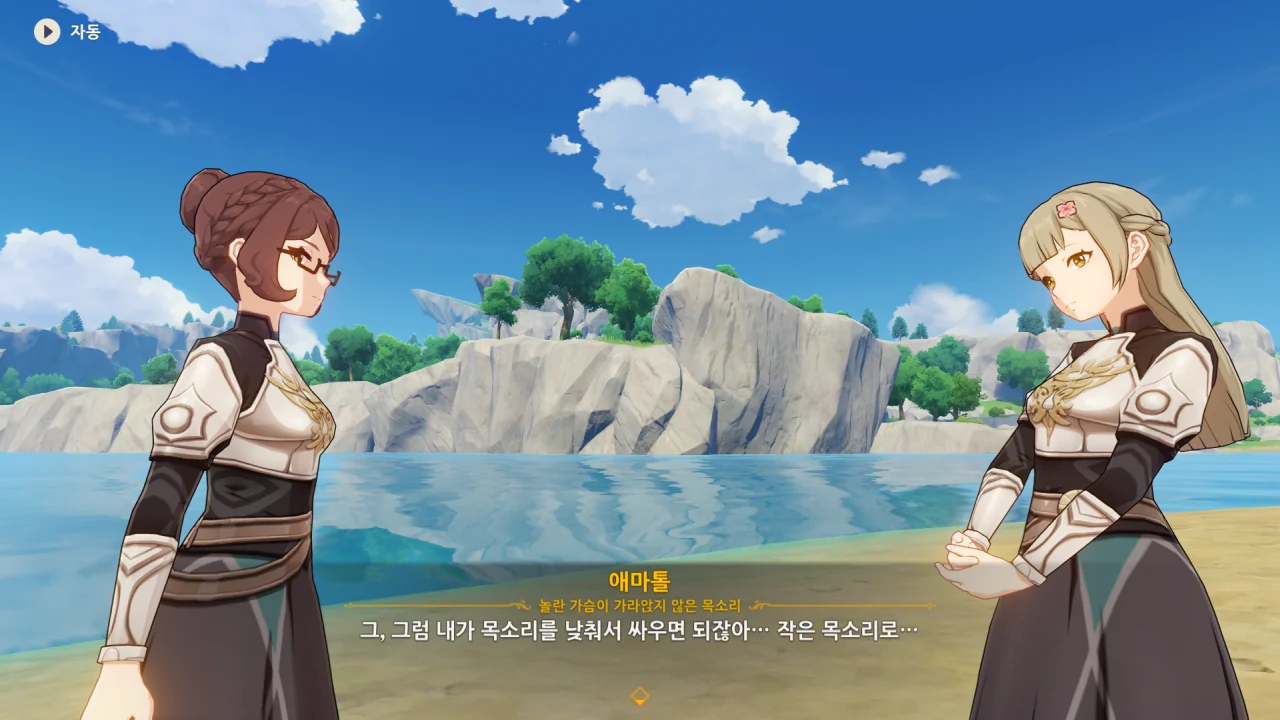 자동
애마톨
놀란 가슴이 가라앉지 않은 목소리
그, 그럼 내가 목소리를 낮춰서 싸우면 되잖아… 작은 목소리로…